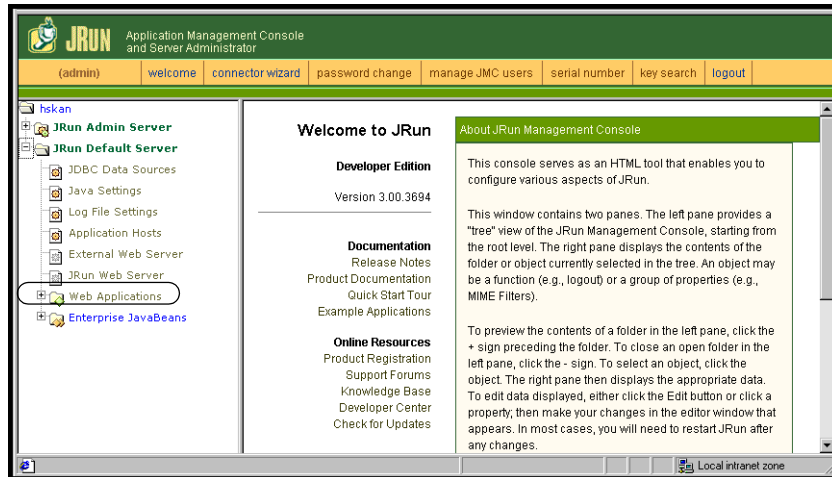 JRUN
Application Management Console
and Server Administrator
(admin)
welcome
connector wizard
password change
manage JMC users
serial number
key search
logout
hskan
JRun Admin Server
JRun Default Server
JDBC Data Sources
Java Settings
Log File Settings
Application Hosts
External Web Server
JRun Web Server
Web Applications
Enterprise JavaBeans
Welcome to JRun
Developer Edition
Version 3.00.3694
Documentation
Release Notes
Product Documentation
Quick Start Tour
Example Applications
Online Resources
Product Registration
Support Forums
Knowledge Base
Developer Center
Check for Updates
About JRun Management Console
This console serves as an HTML tool that enables you to
configure various aspects of JRun.
This window contains two panes. The left pane provides a
"tree" view of the JRun Management Console, starting from
the root level. The right pane displays the contents of the
folder or object currently selected in the tree. An object may
be a function (e.g., logout) or a group of properties (e.g.,
MIME Filters).
To preview the contents of a folder in the left pane, click the
+ sign preceding the folder. To close an open folder in the
left pane, click the - sign. To select an object, click the
object. The right pane then displays the appropriate data.
To edit data displayed, either click the Edit button or click a
property; then make your changes in the editor window that
appears. In most cases, you will need to restart JRun after
any changes.
Local intranet zone